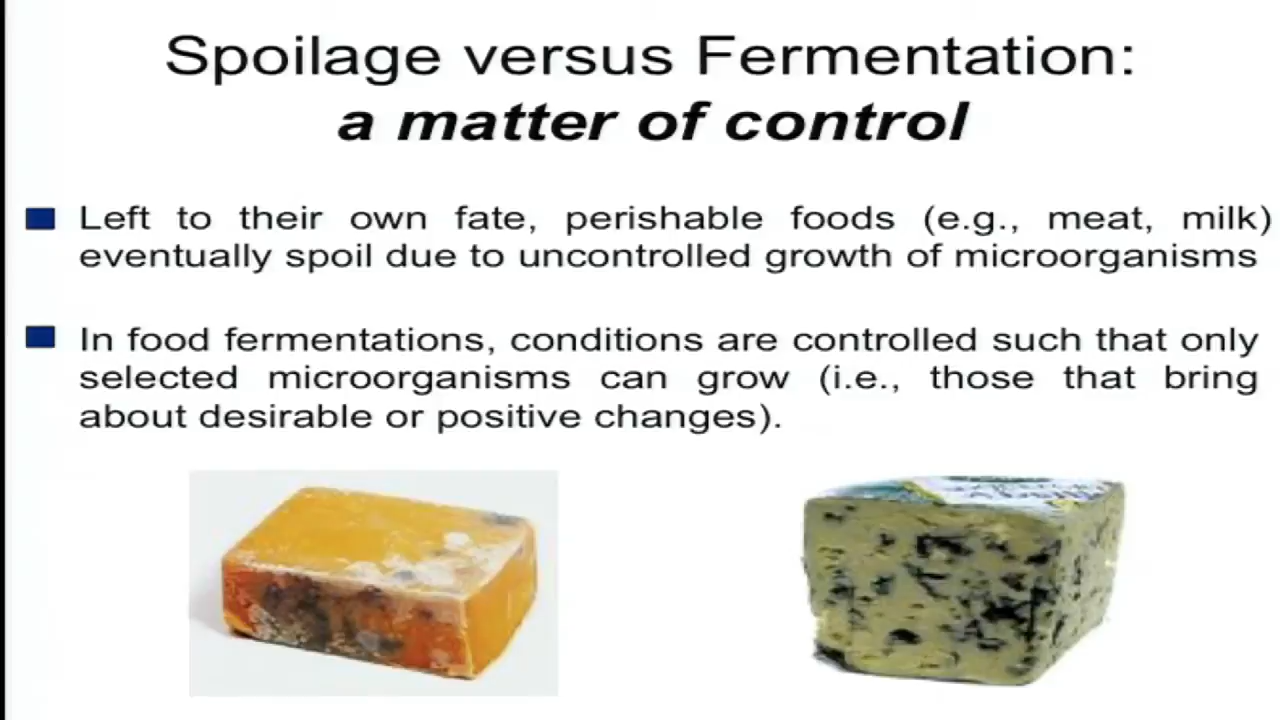 Spoilage versus Fermentation:
a matter of control
Left to their own fate, perishable foods (e.g., meat, milk)
eventually spoil due to uncontrolled growth of microorganisms
In food fermentations, conditions are controlled such that only
selected microorganisms can grow (i.e., those that bring
about desirable or positive changes).